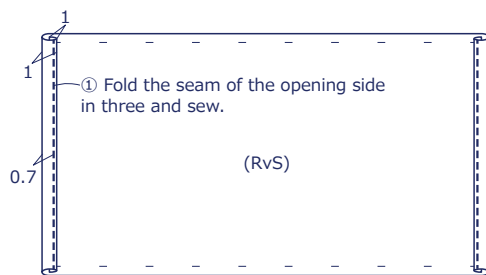 1
1
① Fold the seam of the opening side
in three and sew.
(RvS)
0.7